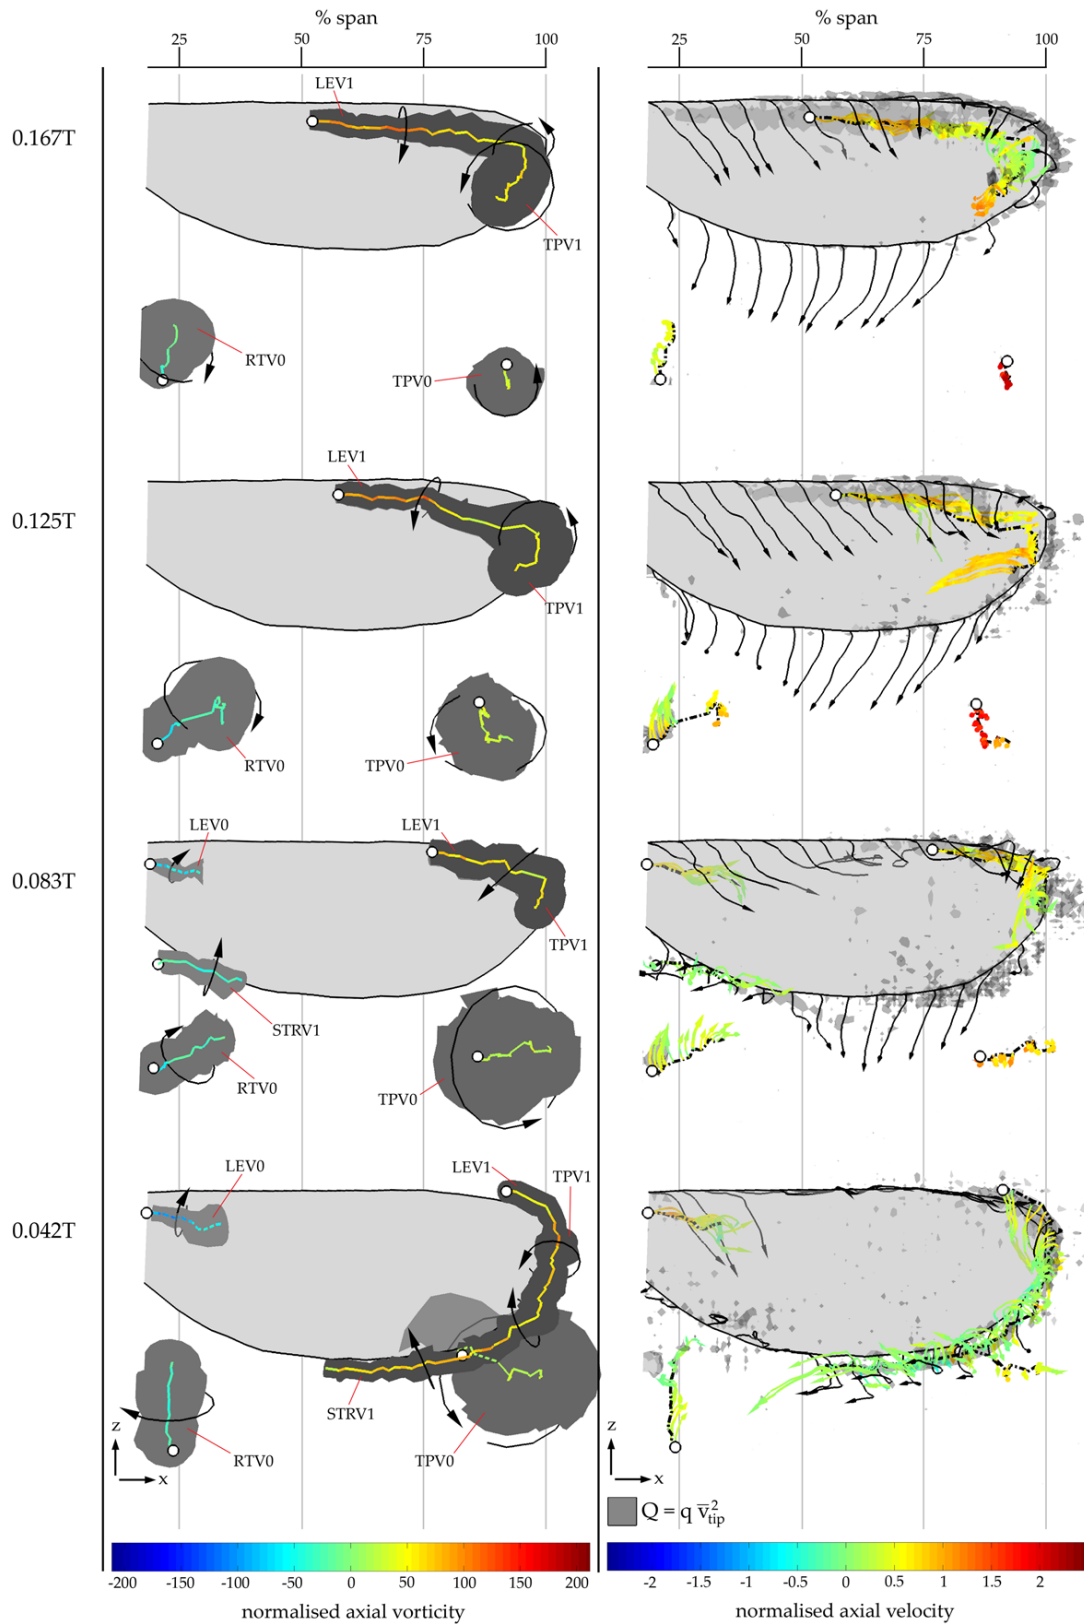 % span
% span
25 50 75 100
25 50 75 100
0.167T
LEV1
TPV1
RTV0
TPV0
0.125T
LEV1
TPV1
RTV0
TPV0
0.083T
LEV0
LEV1
TPV1
STRV1
RTV0
TPV0
0.042T
LEV0
LEV1
TPV1
STRV1
RTV0
TPV0
z
x
z
x
Q = q v̅²tip
-200 -150 -100 -50 0 50 100 150 200
normalised axial vorticity
-2 -1.5 -1 -0.5 0 0.5 1 1.5 2
normalised axial velocity